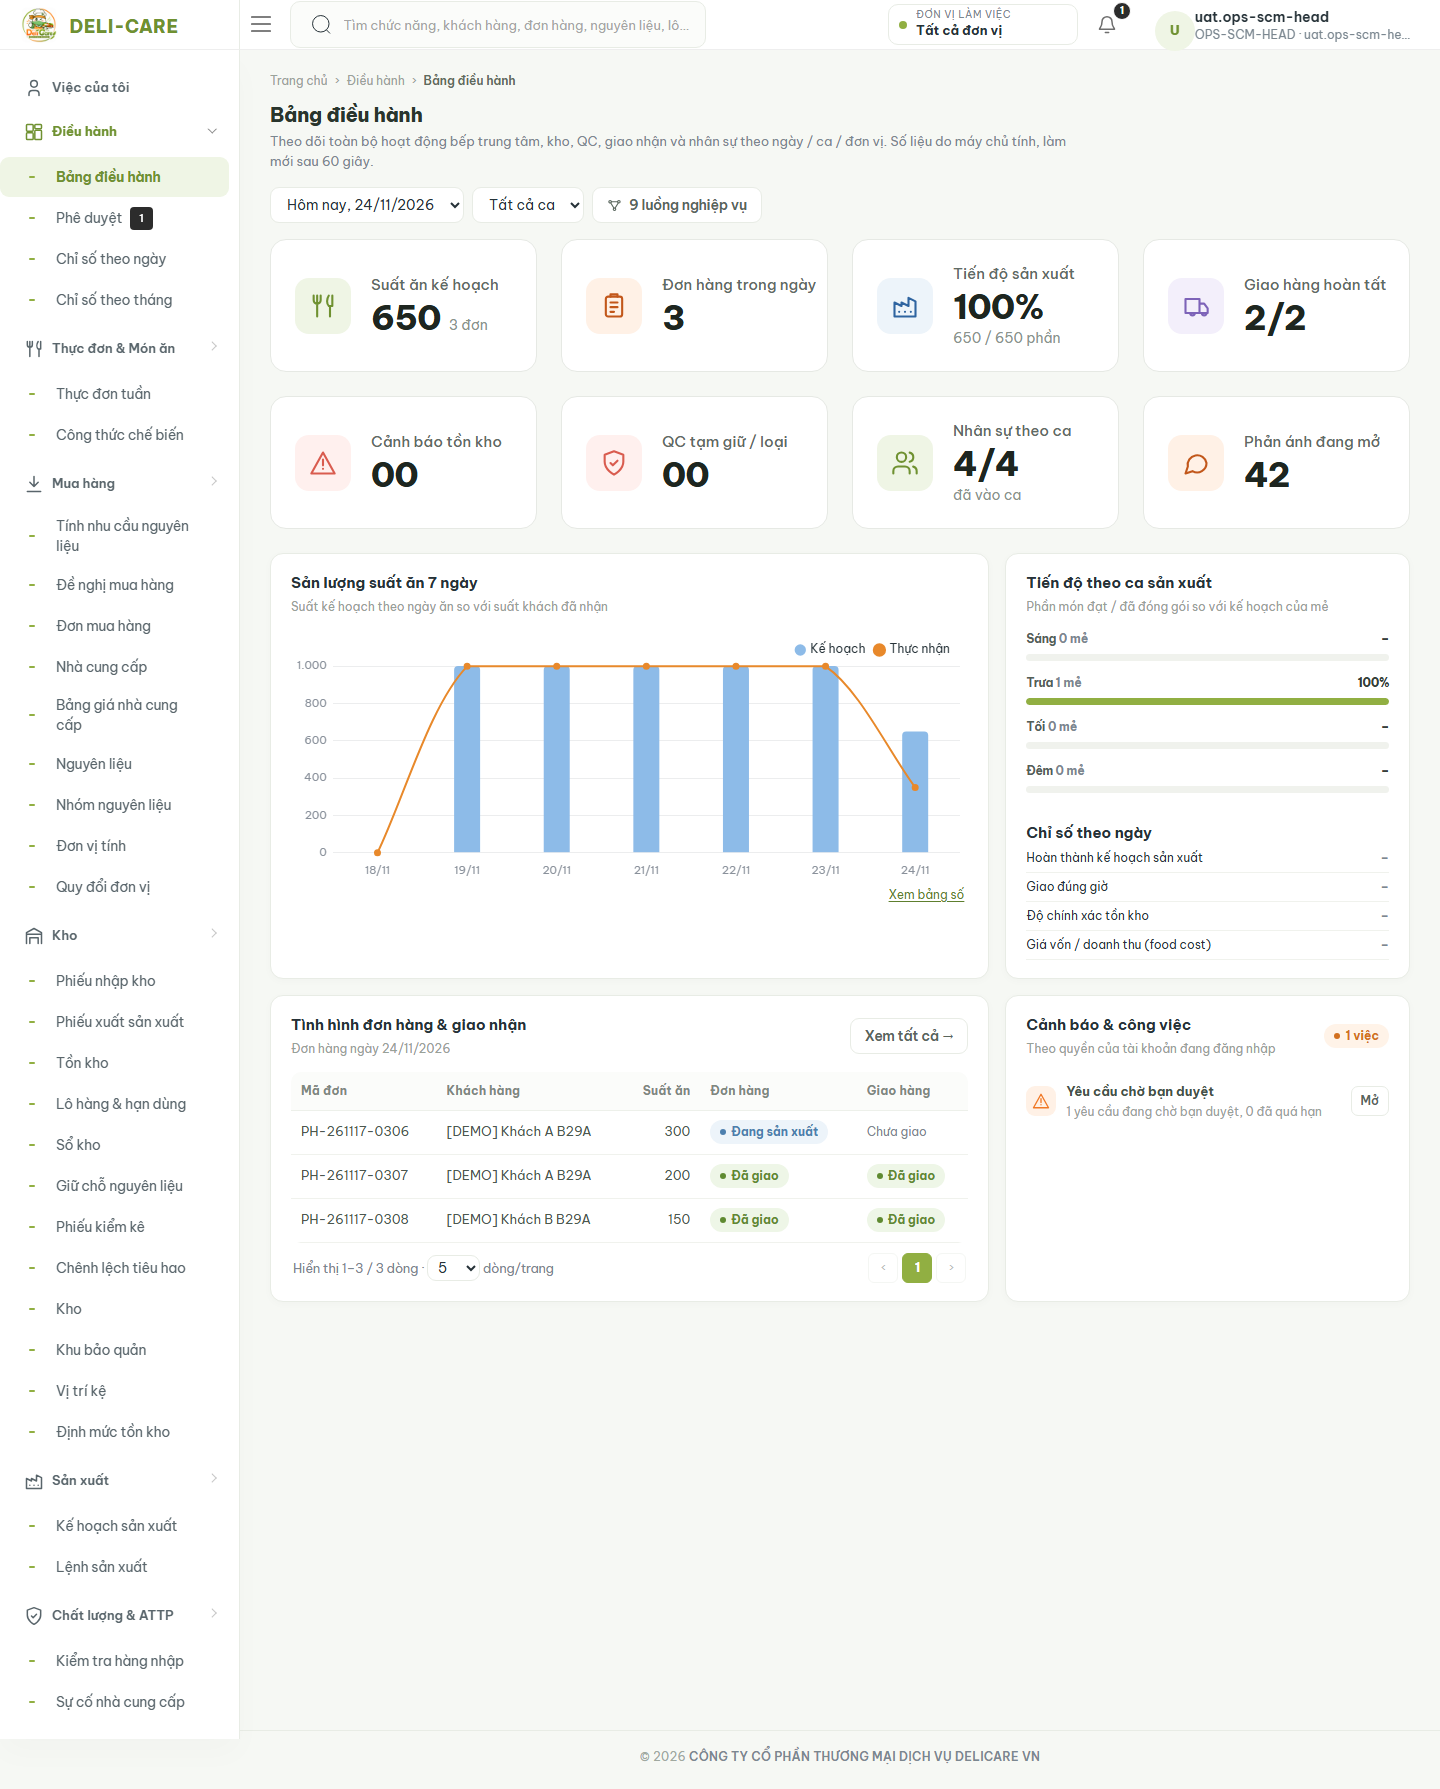 DELI-CARE
Tìm chức năng, khách hàng, đơn hàng, nguyên liệu, lô...
ĐƠN VỊ LÀM VIỆC
Tất cả đơn vị
1
U
uat.ops-scm-head
OPS-SCM-HEAD · uat.ops-scm-he...
Việc của tôi
Điều hành
Bảng điều hành
Phê duyệt 1
Chỉ số theo ngày
Chỉ số theo tháng
Thực đơn & Món ăn
Thực đơn tuần
Công thức chế biến
Mua hàng
Tính nhu cầu nguyên
liệu
Đề nghị mua hàng
Đơn mua hàng
Nhà cung cấp
Bảng giá nhà cung
cấp
Nguyên liệu
Nhóm nguyên liệu
Đơn vị tính
Quy đổi đơn vị
Kho
Phiếu nhập kho
Phiếu xuất sản xuất
Tồn kho
Lô hàng & hạn dùng
Sổ kho
Giữ chỗ nguyên liệu
Phiếu kiểm kê
Chênh lệch tiêu hao
Kho
Khu bảo quản
Vị trí kệ
Định mức tồn kho
Sản xuất
Kế hoạch sản xuất
Lệnh sản xuất
Chất lượng & ATTP
Kiểm tra hàng nhập
Sự cố nhà cung cấp
Trang chủ › Điều hành › Bảng điều hành
Bảng điều hành
Theo dõi toàn bộ hoạt động bếp trung tâm, kho, QC, giao nhận và nhân sự theo ngày / ca / đơn vị. Số liệu do máy chủ tính, làm
mới sau 60 giây.
Hôm nay, 24/11/2026
Tất cả ca
9 luồng nghiệp vụ
Suất ăn kế hoạch
650 3 đơn
Đơn hàng trong ngày
3
Tiến độ sản xuất
100%
650 / 650 phần
Giao hàng hoàn tất
2/2
Cảnh báo tồn kho
00
QC tạm giữ / loại
00
Nhân sự theo ca
4/4
đã vào ca
Phản ánh đang mở
42
Sản lượng suất ăn 7 ngày
Suất kế hoạch theo ngày ăn so với suất khách đã nhận
Kế hoạch Thực nhận
1.000
800
600
400
200
0
18/11 19/11 20/11 21/11 22/11 23/11 24/11
Xem bảng số
Tiến độ theo ca sản xuất
Phần món đạt / đã đóng gói so với kế hoạch của mẻ
Sáng 0 mẻ –
Trưa 1 mẻ 100%
Tối 0 mẻ –
Đêm 0 mẻ –
Chỉ số theo ngày
Hoàn thành kế hoạch sản xuất –
Giao đúng giờ –
Độ chính xác tồn kho –
Giá vốn / doanh thu (food cost) –
Tình hình đơn hàng & giao nhận
Đơn hàng ngày 24/11/2026
Xem tất cả →
Mã đơn Khách hàng Suất ăn Đơn hàng Giao hàng
PH-261117-0306 [DEMO] Khách A B29A 300 Đang sản xuất Chưa giao
PH-261117-0307 [DEMO] Khách A B29A 200 Đã giao Đã giao
PH-261117-0308 [DEMO] Khách B B29A 150 Đã giao Đã giao
Hiển thị 1–3 / 3 dòng · 5 dòng/trang
‹ 1 ›
Cảnh báo & công việc
Theo quyền của tài khoản đang đăng nhập
1 việc
Yêu cầu chờ bạn duyệt
1 yêu cầu đang chờ bạn duyệt, 0 đã quá hạn
Mở
© 2026 CÔNG TY CỔ PHẦN THƯƠNG MẠI DỊCH VỤ DELICARE VN